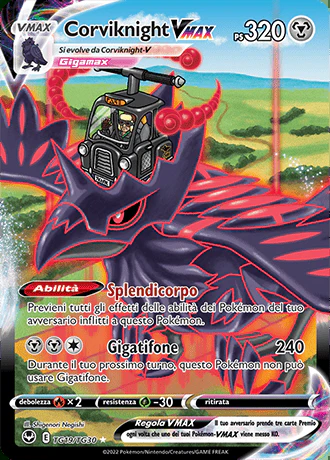 VMAX
Corviknight VMAX
PS 320
Si evolve da Corviknight-V
Gigamax
TAXI
Abilità
Splendicorpo
Previeni tutti gli effetti delle abilità dei Pokémon del tuo
avversario inflitti a questo Pokémon.
Gigatifone 240
Durante il tuo prossimo turno, questo Pokémon non può
usare Gigatifone.
debolezza ×2 resistenza -30 ritirata
Ill. Shigenori Negishi
E TG19/TG30 ★
Regola VMAX
Il tuo avversario prende tre carte Premio
ogni volta che uno dei tuoi Pokémon-VMAX viene messo KO.
©2022 Pokémon/Nintendo/Creatures/GAME FREAK